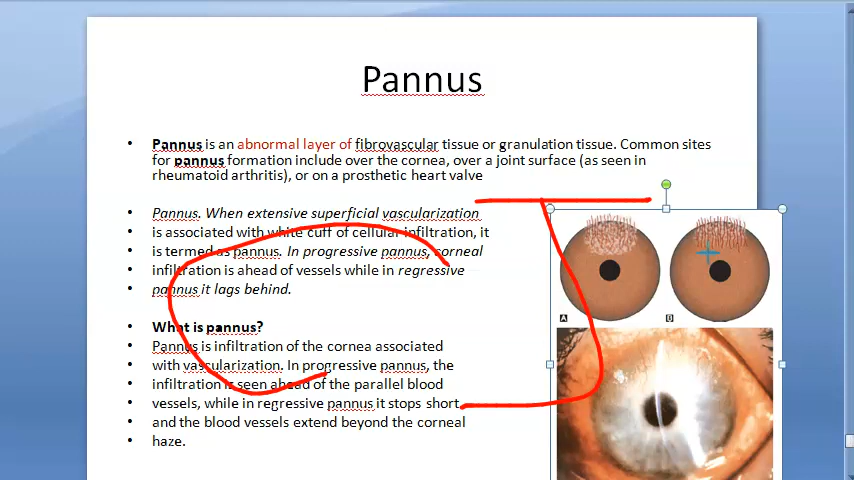 Pannus
• Pannus is an abnormal layer of fibrovascular tissue or granulation tissue. Common sites
for pannus formation include over the cornea, over a joint surface (as seen in
rheumatoid arthritis), or on a prosthetic heart valve
• Pannus. When extensive superficial vascularization
• is associated with white cuff of cellular infiltration, it
• is termed as pannus. In progressive pannus, corneal
• infiltration is ahead of vessels while in regressive
• pannus it lags behind.
• What is pannus?
• Pannus is infiltration of the cornea associated
• with vascularization. In progressive pannus, the
• infiltration is seen ahead of the parallel blood
• vessels, while in regressive pannus it stops short
• and the blood vessels extend beyond the corneal
• haze.
A